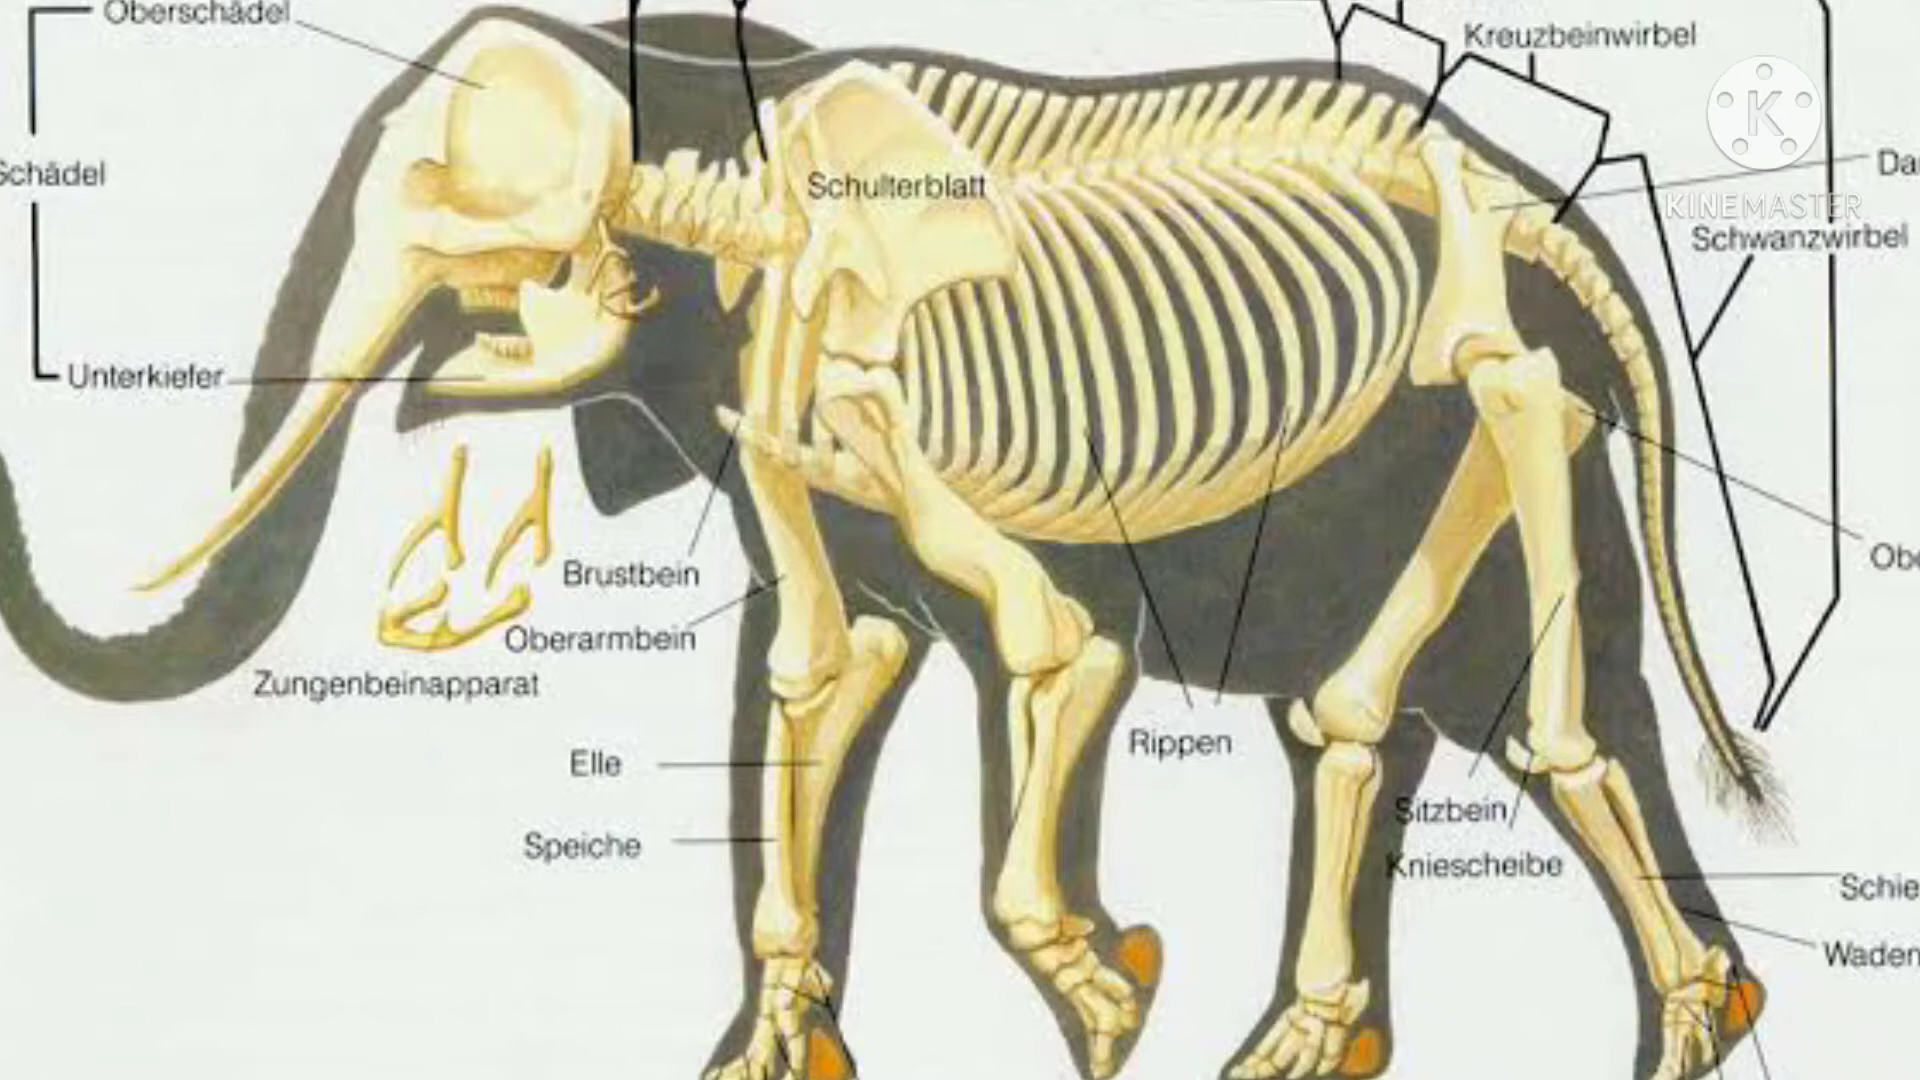 Oberschädel
Kreuzbeinwirbel
K
KINEMASTER
Schädel
Schulterblatt
Schwanzwirbel
Unterkiefer
Brustbein
Oberarmbein
Zungenbeinapparat
Elle
Rippen
Speiche
Sitzbein
Kniescheibe